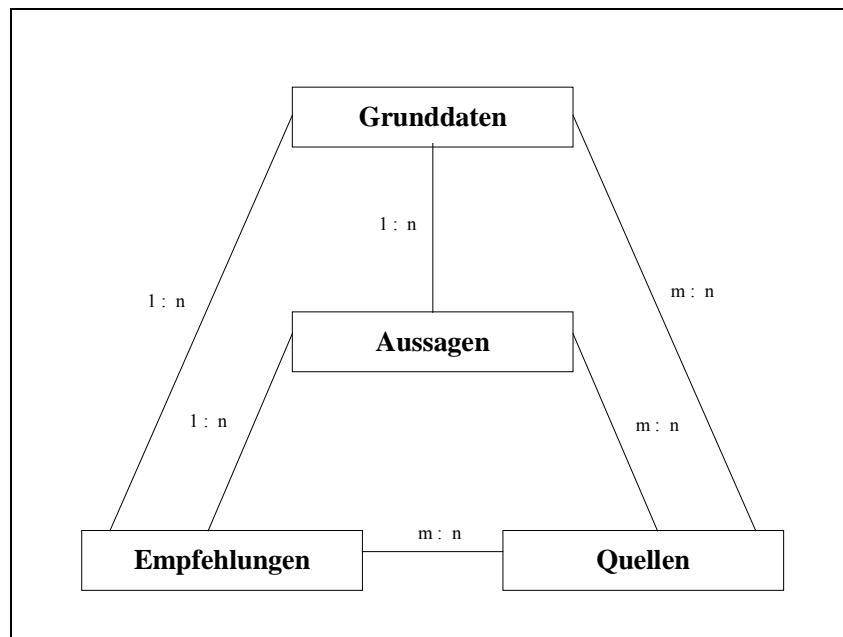 Grunddaten
1 : n
1 : n
m : n
Aussagen
1 : n
m : n
m : n
Empfehlungen
Quellen